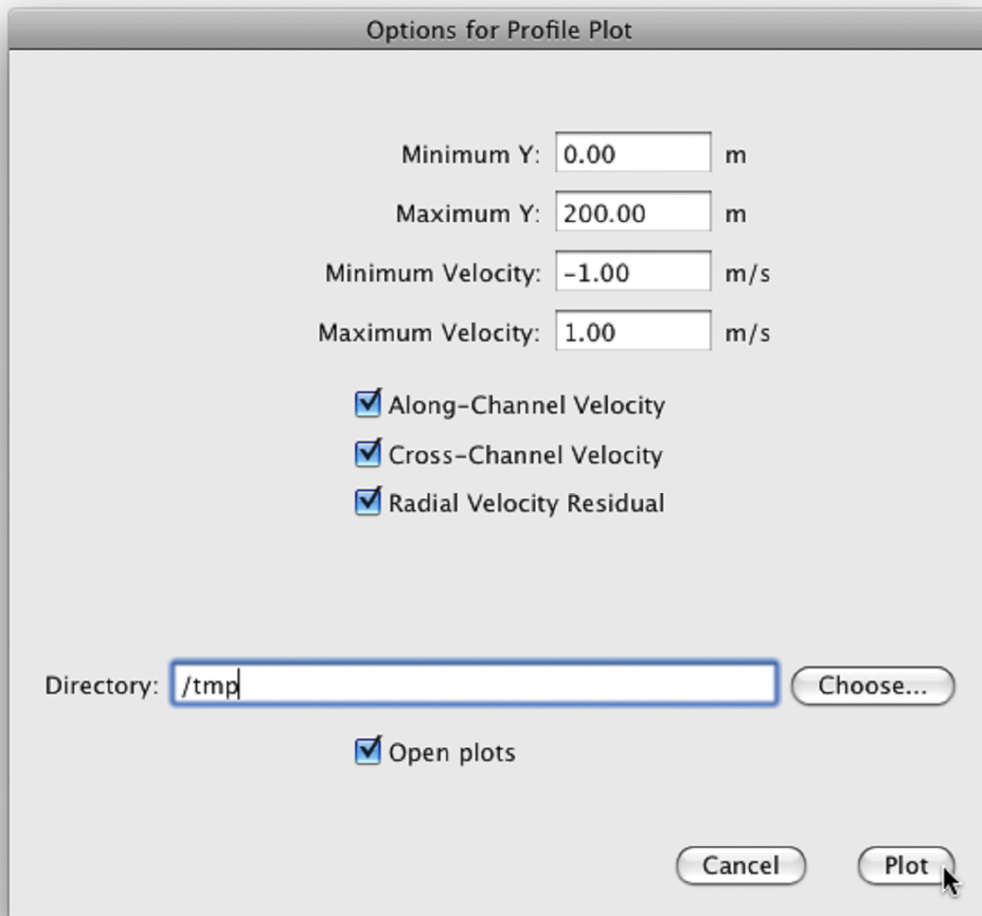 Options for Profile Plot
Minimum Y: 0.00 m
Maximum Y: 200.00 m
Minimum Velocity: -1.00 m/s
Maximum Velocity: 1.00 m/s
Along-Channel Velocity
Cross-Channel Velocity
Radial Velocity Residual
Directory: /tmp Choose...
Open plots
Cancel Plot